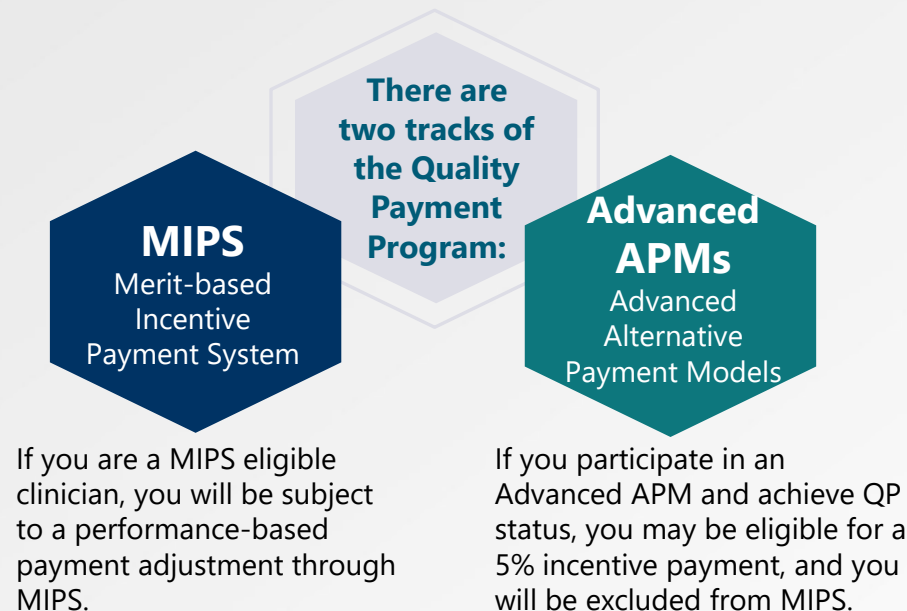 There are
two tracks of
the Quality
Payment
Program:
MIPS
Merit-based
Incentive
Payment System
If you are a MIPS eligible
clinician, you will be subject
to a performance-based
payment adjustment through
MIPS.
Advanced
APMs
Advanced
Alternative
Payment Models
If you participate in an
Advanced APM and achieve QP
status, you may be eligible for a
5% incentive payment, and you
will be excluded from MIPS.